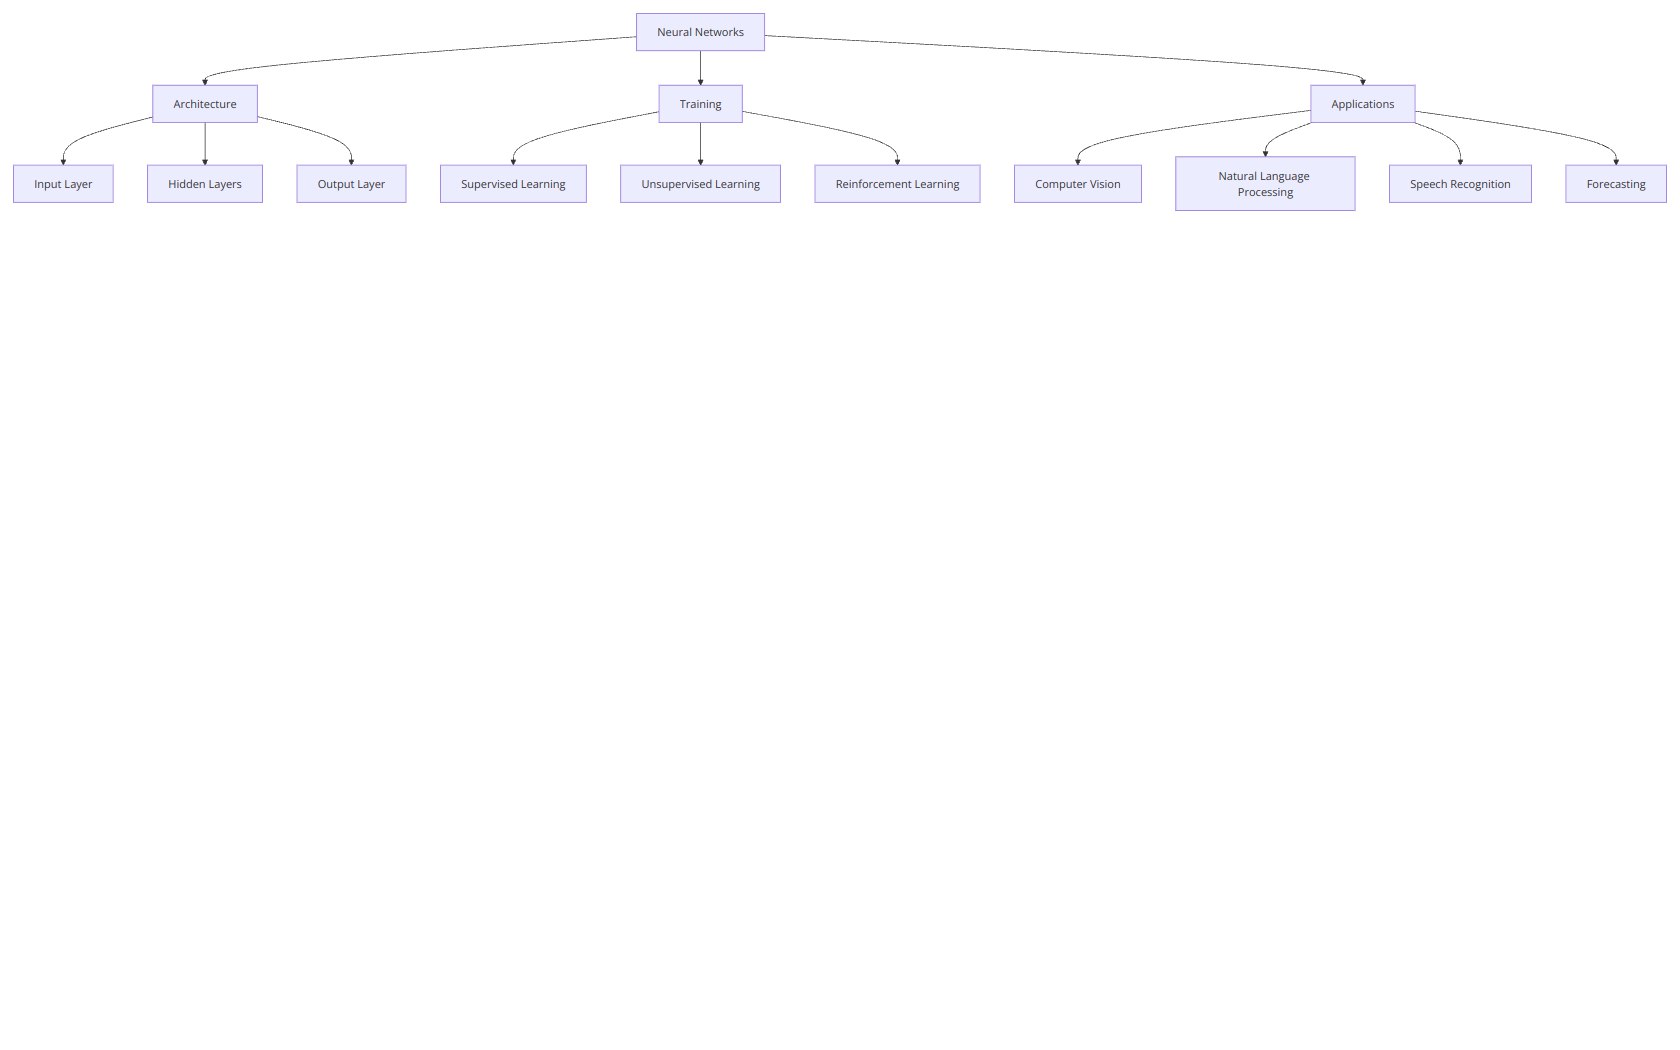 Neural Networks
Architecture
Training
Applications
Input Layer
Hidden Layers
Output Layer
Supervised Learning
Unsupervised Learning
Reinforcement Learning
Computer Vision
Natural Language
Processing
Speech Recognition
Forecasting